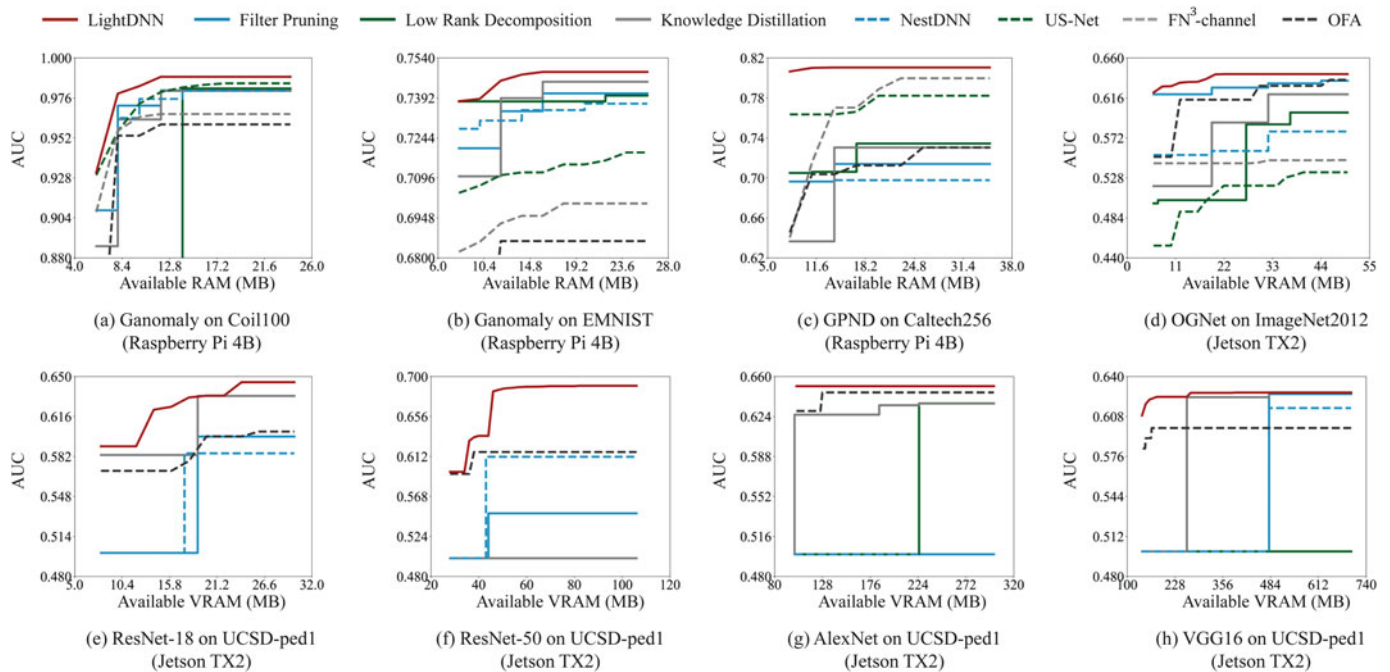 LightDNN Filter Pruning Low Rank Decomposition Knowledge Distillation NestDNN US-Net FN³-channel OFA
1.000
0.976
0.952
0.928
0.904
0.880
AUC
4.0 8.4 12.8 17.2 21.6 26.0
Available RAM (MB)
(a) Ganomaly on Coil100
(Raspberry Pi 4B)
0.7540
0.7392
0.7244
0.7096
0.6948
0.6800
AUC
6.0 10.4 14.8 19.2 23.6 28.0
Available RAM (MB)
(b) Ganomaly on EMNIST
(Raspberry Pi 4B)
0.82
0.78
0.74
0.70
0.66
0.62
AUC
5.0 11.6 18.2 24.8 31.4 38.0
Available RAM (MB)
(c) GPND on Caltech256
(Raspberry Pi 4B)
0.660
0.616
0.572
0.528
0.484
0.440
AUC
0 11 22 33 44 55
Available VRAM (MB)
(d) OGNet on ImageNet2012
(Jetson TX2)
0.650
0.616
0.582
0.548
0.514
0.480
AUC
5.0 10.4 15.8 21.2 26.6 32.0
Available VRAM (MB)
(e) ResNet-18 on UCSD-ped1
(Jetson TX2)
0.700
0.656
0.612
0.568
0.524
0.480
AUC
20 40 60 80 100 120
Available VRAM (MB)
(f) ResNet-50 on UCSD-ped1
(Jetson TX2)
0.660
0.624
0.588
0.552
0.516
0.480
AUC
80 128 176 224 272 320
Available VRAM (MB)
(g) AlexNet on UCSD-ped1
(Jetson TX2)
0.640
0.608
0.576
0.544
0.512
0.480
AUC
100 228 356 484 612 740
Available VRAM (MB)
(h) VGG16 on UCSD-ped1
(Jetson TX2)